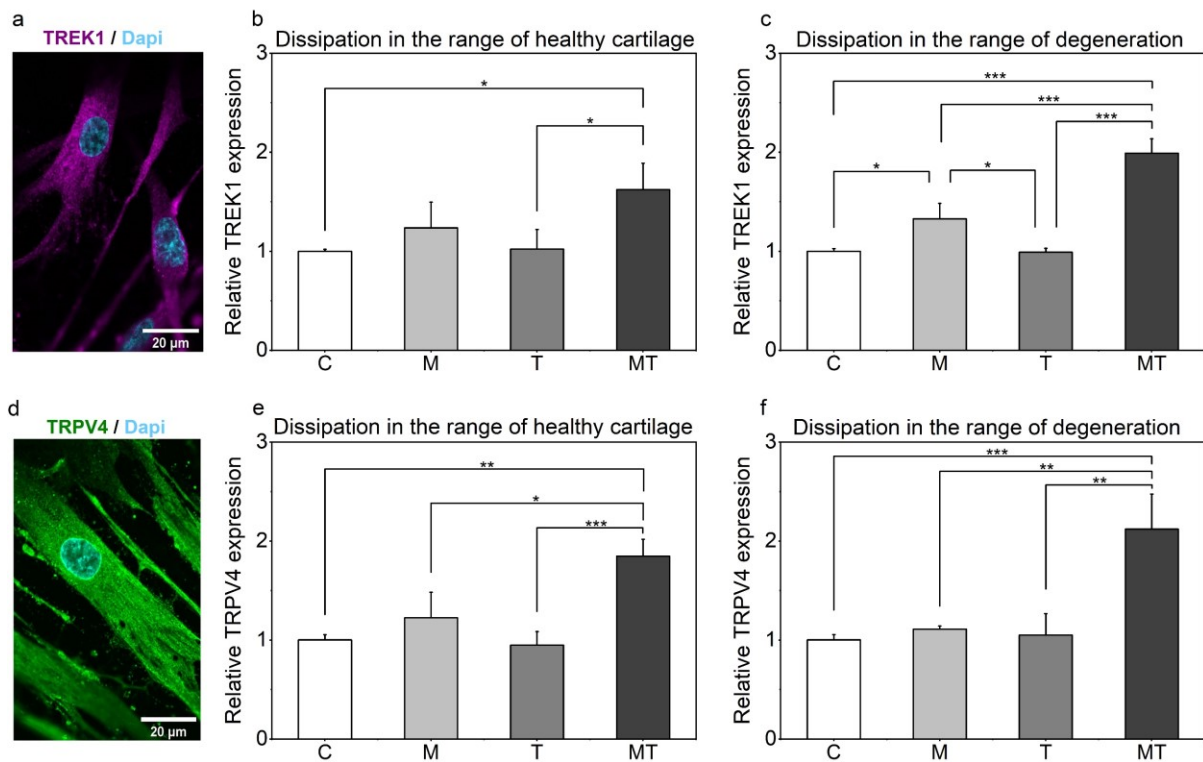 a
TREK1 / Dapi
20 µm
b
Dissipation in the range of healthy cartilage
Relative TREK1 expression
3
2
1
0
*
*
C M T MT
c
Dissipation in the range of degeneration
Relative TREK1 expression
3
2
1
0
***
***
***
*
*
C M T MT
d
TRPV4 / Dapi
20 µm
e
Dissipation in the range of healthy cartilage
Relative TRPV4 expression
3
2
1
0
**
*
***
C M T MT
f
Dissipation in the range of degeneration
Relative TRPV4 expression
3
2
1
0
***
**
**
C M T MT